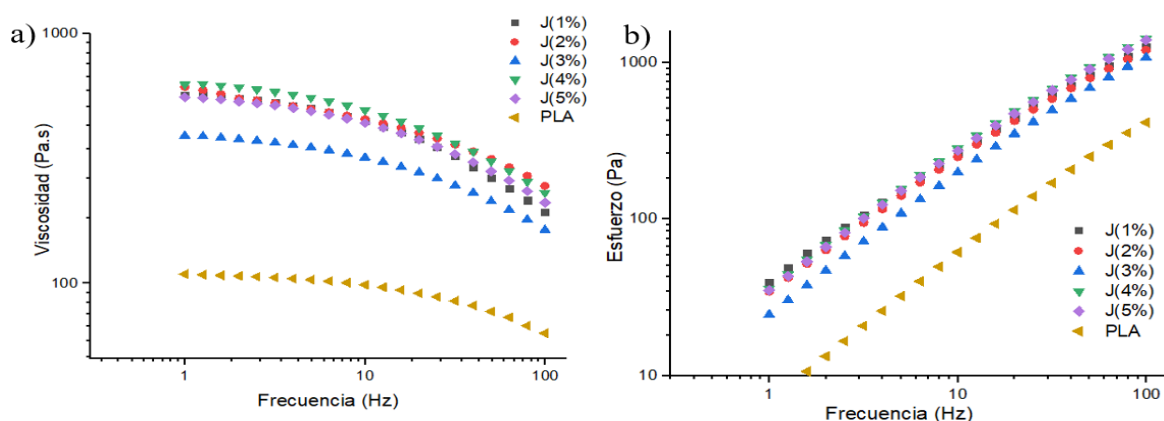 a)
1000
100
Viscosidad (Pa.s)
1
10
100
Frecuencia (Hz)
J(1%)
J(2%)
J(3%)
J(4%)
J(5%)
PLA
b)
1000
100
10
Esfuerzo (Pa)
1
10
100
Frecuencia (Hz)
J(1%)
J(2%)
J(3%)
J(4%)
J(5%)
PLA